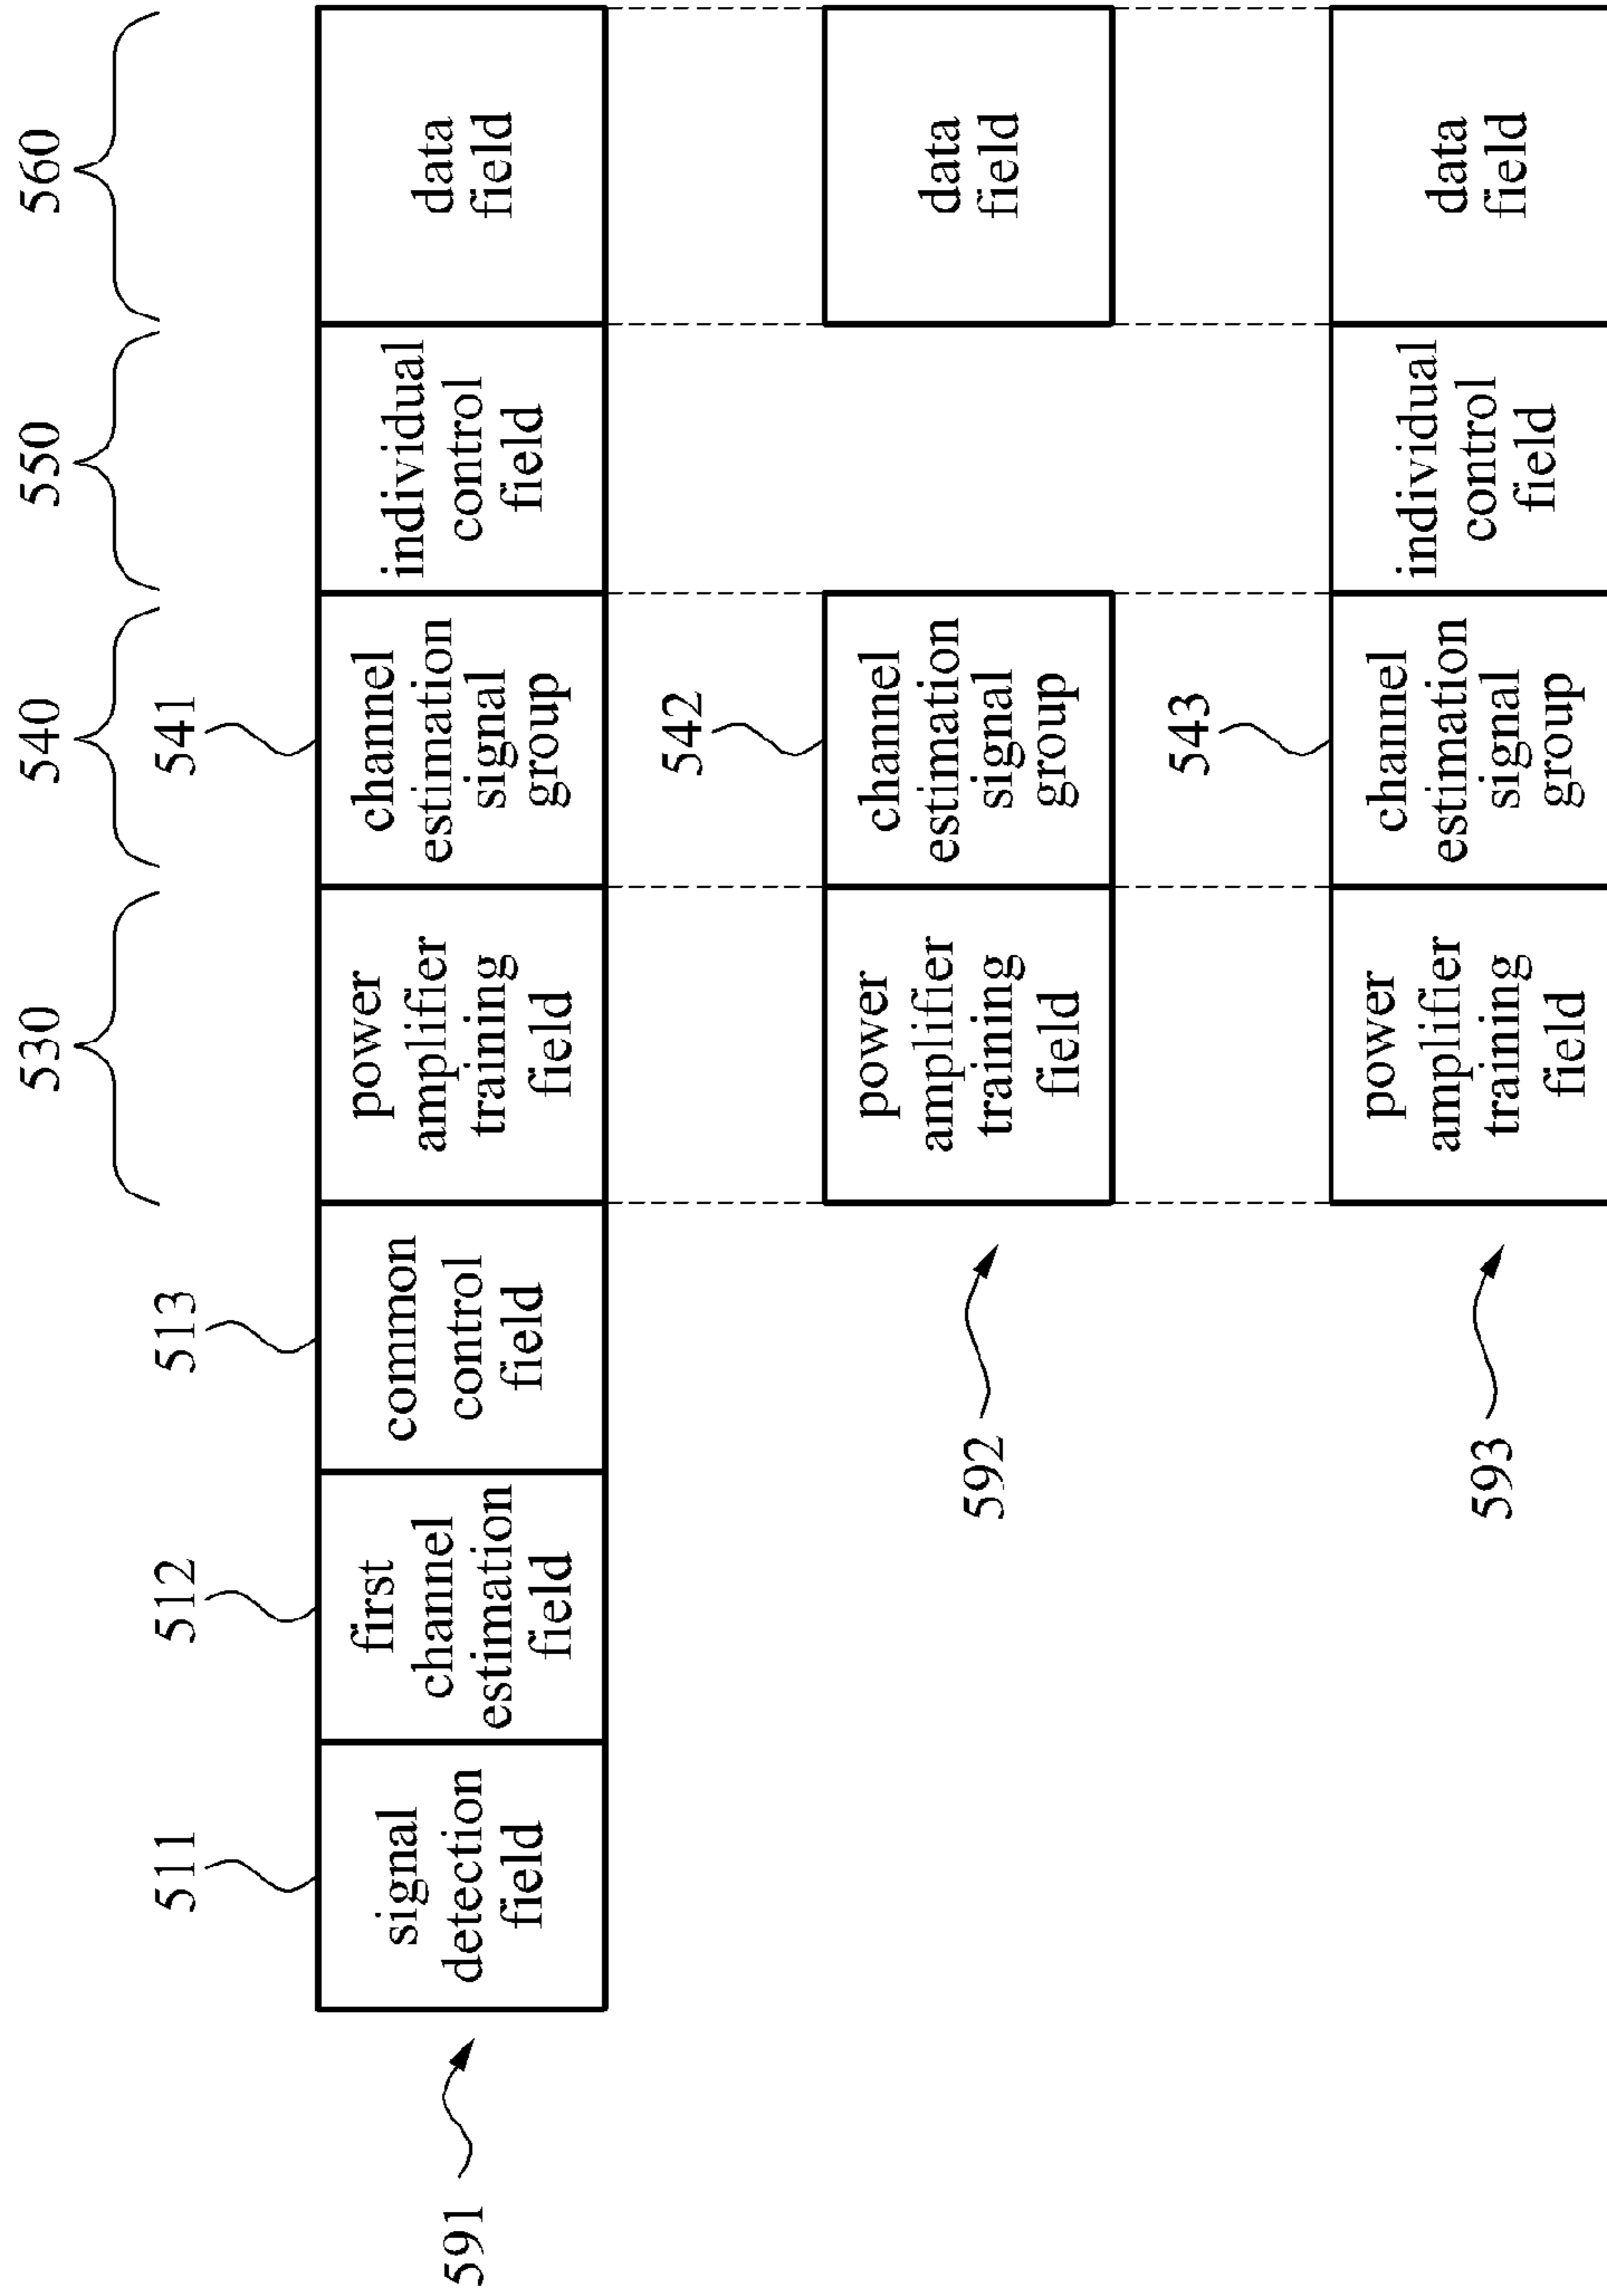 530
540
550
560
511
512
513
541
591
signal
detection
field
first
channel
estimation
field
common
control
field
power
amplifier
training
field
channel
estimation
signal
group
individual
control
field
data
field
542
592
power
amplifier
training
field
channel
estimation
signal
group
data
field
543
593
power
amplifier
training
field
channel
estimation
signal
group
individual
control
field
data
field